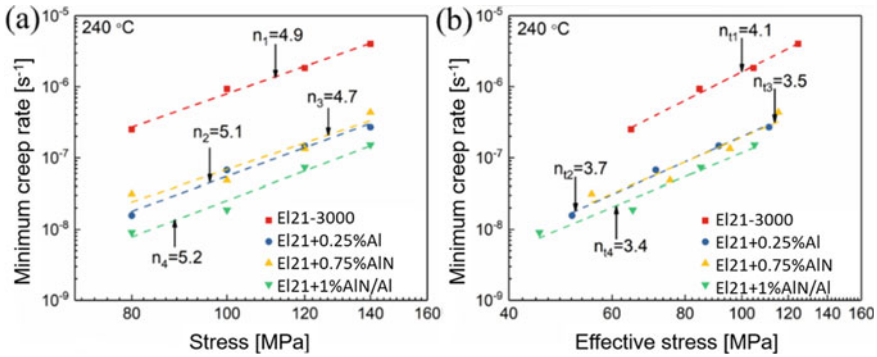 (a)
240 °C
Minimum creep rate [s⁻¹]
10⁻⁵
10⁻⁶
10⁻⁷
10⁻⁸
10⁻⁹
n₁=4.9
n₃=4.7
n₂=5.1
n₄=5.2
El21-3000
El21+0.25%Al
El21+0.75%AlN
El21+1%AlN/Al
80 100 120 140 160
Stress [MPa]
(b)
240 °C
Minimum creep rate [s⁻¹]
10⁻⁵
10⁻⁶
10⁻⁷
10⁻⁸
10⁻⁹
nₜ₁=4.1
nₜ₃=3.5
nₜ₂=3.7
nₜ₄=3.4
El21-3000
El21+0.25%Al
El21+0.75%AlN
El21+1%AlN/Al
40 60 80 100 120 140 160
Effective stress [MPa]